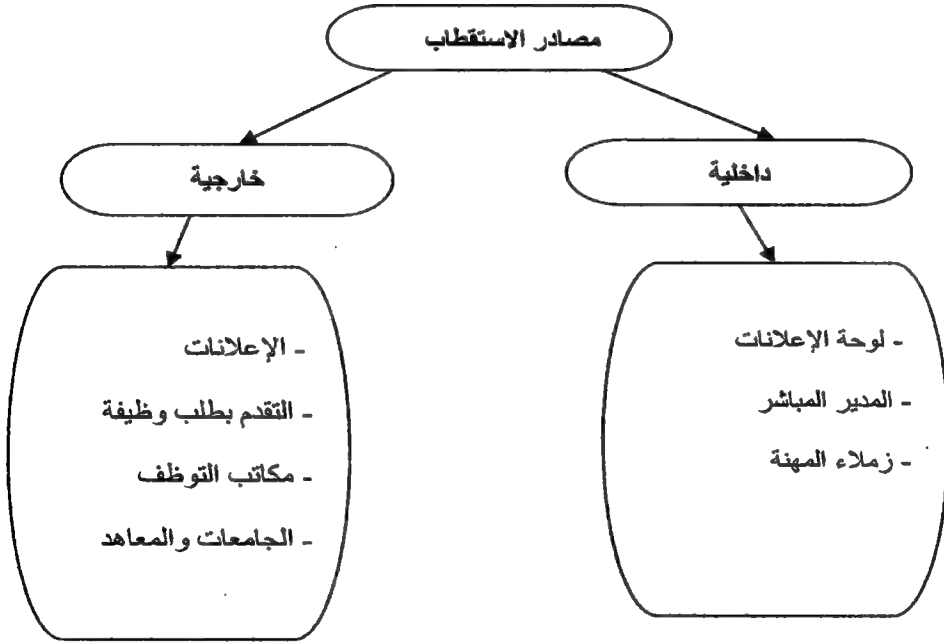 مصادر الاستقطاب
داخلية
خارجية
- لوحة الإعلانات
- المدير المباشر
- زملاء المهنة
- الإعلانات
- التقدم بطلب وظيفة
- مكاتب التوظف
- الجامعات والمعاهد